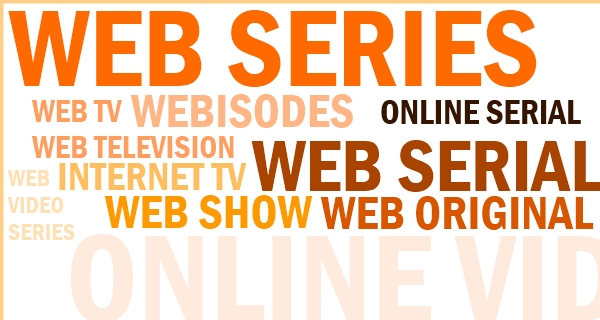 WEB SERIES
WEB TV WEBISODES ONLINE SERIAL
WEB TELEVISION
INTERNET TV WEB SERIAL
WEB
VIDEO
SERIES
WEB SHOW WEB ORIGINAL
ONLINE VID